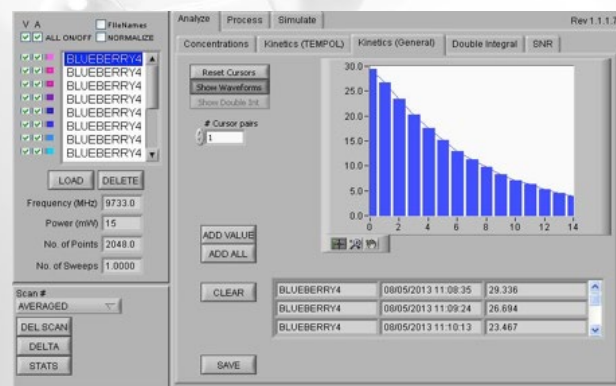 V A
FileNames
ALL ON/OFF
NORMALIZE
BLUEBERRY4
BLUEBERRY4
BLUEBERRY4
BLUEBERRY4
BLUEBERRY4
BLUEBERRY4
BLUEBERRY4
BLUEBERRY4
LOAD
DELETE
Frequency (MHz) 9733.0
Power (mW) 15
No. of Points 2048.0
No. of Sweeps 1.0000
Scan #
AVERAGED
DEL SCAN
DELTA
STATS
Analyze Process Simulate
Rev 1.1.1.7
Concentrations Kinetics (TEMPOL) Kinetics (General) Double Integral SNR
Reset Cursors
Show Waveforms
Show Double Int
# Cursor pairs
1
30.0
25.0
20.0
15.0
10.0
5.0
0.0
0 2 4 6 8 10 12 14
ADD VALUE
ADD ALL
CLEAR
BLUEBERRY4 08/05/2013 11:08:35 29.336
BLUEBERRY4 08/05/2013 11:09:24 26.694
BLUEBERRY4 08/05/2013 11:10:13 23.467
SAVE